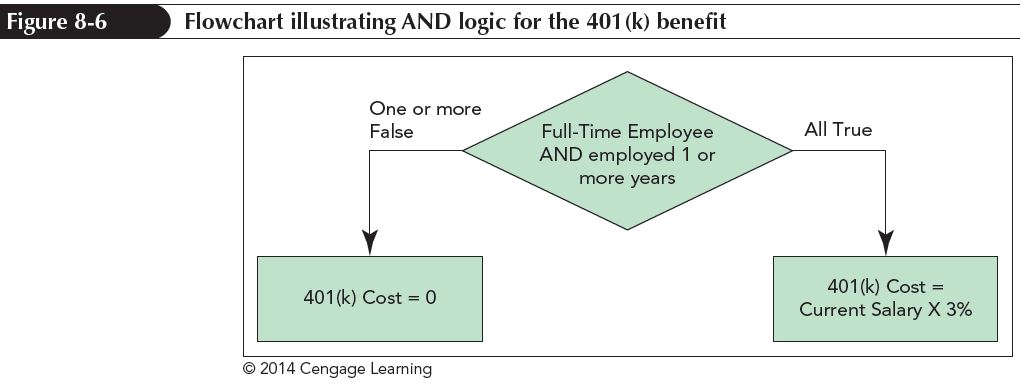 Figure 8-6 Flowchart illustrating AND logic for the 401(k) benefit
One or more
False
Full-Time Employee
AND employed 1 or
more years
All True
401(k) Cost = 0
401(k) Cost =
Current Salary X 3%
© 2014 Cengage Learning